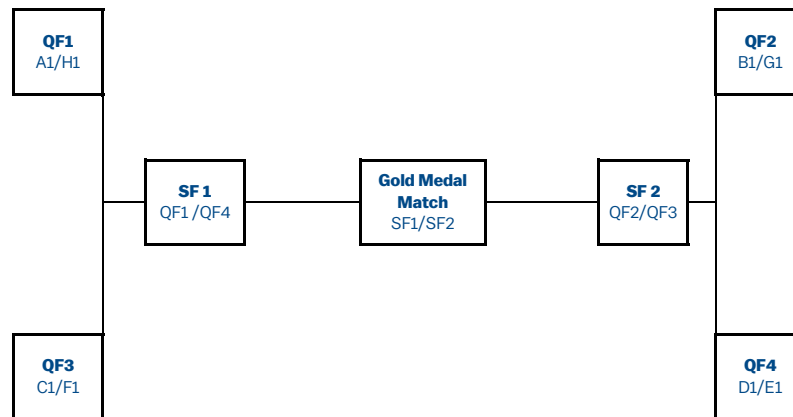 QF1
A1/H1
QF2
B1/G1
SF 1
QF1 /QF4
Gold Medal
Match
SF1/SF2
SF 2
QF2/QF3
QF3
C1/F1
QF4
D1/E1